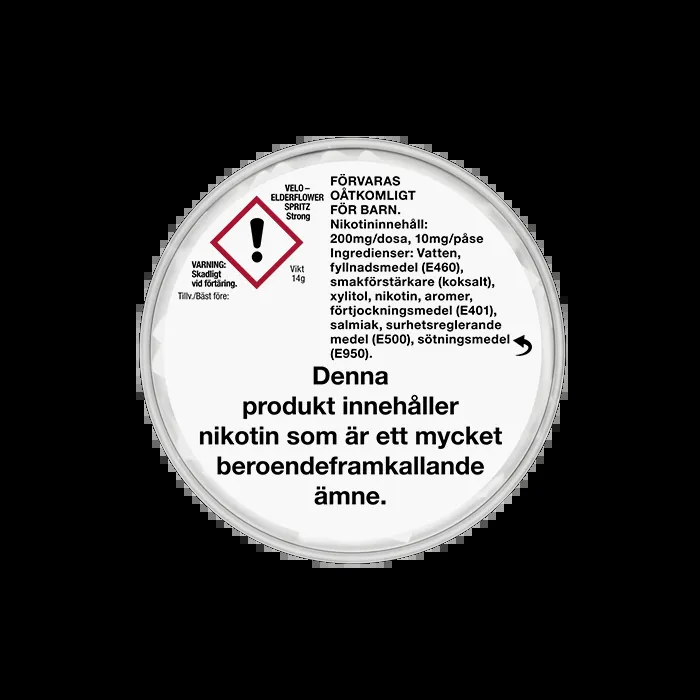 VELO –
ELDERFLOWER
SPRITZ
Strong
VARNING:
Skadligt
vid förtäring.
Vikt
14g
Tillv./Bäst före:
FÖRVARAS
OÅTKOMLIGT
FÖR BARN.
Nikotininnehåll:
200mg/dosa, 10mg/påse
Ingredienser: Vatten,
fyllnadsmedel (E460),
smakförstärkare (koksalt),
xylitol, nikotin, aromer,
förtjockningsmedel (E401),
salmiak, surhetsreglerande
medel (E500), sötningsmedel
(E950).
Denna
produkt innehåller
nikotin som är ett mycket
beroendeframkallande
ämne.